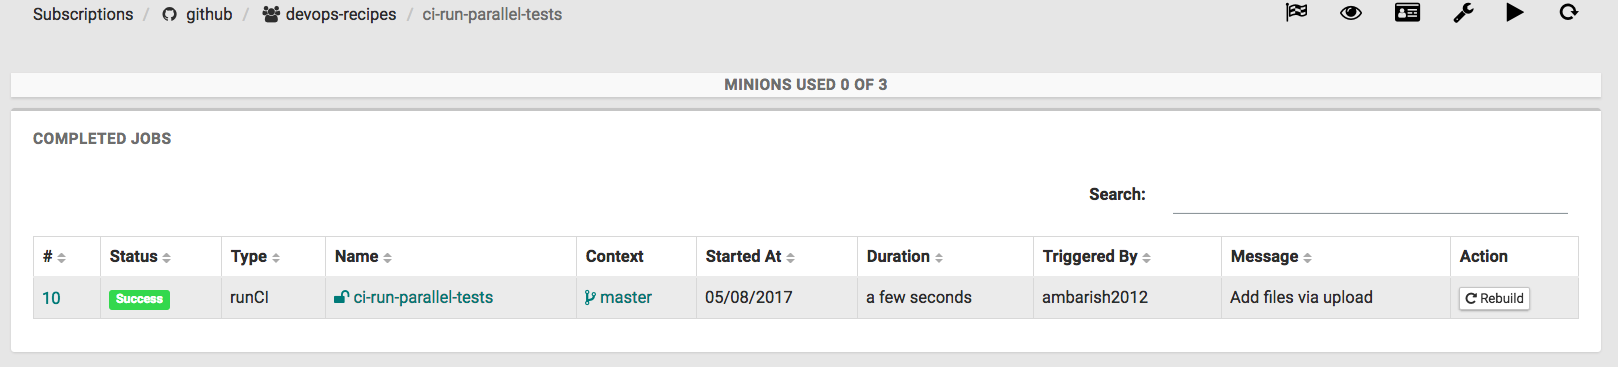 Subscriptions / github / devops-recipes / ci-run-parallel-tests
MINIONS USED 0 OF 3
COMPLETED JOBS
Search:
# Status Type Name Context Started At Duration Triggered By Message Action
10 Success runCI ci-run-parallel-tests master 05/08/2017 a few seconds ambarish2012 Add files via upload Rebuild